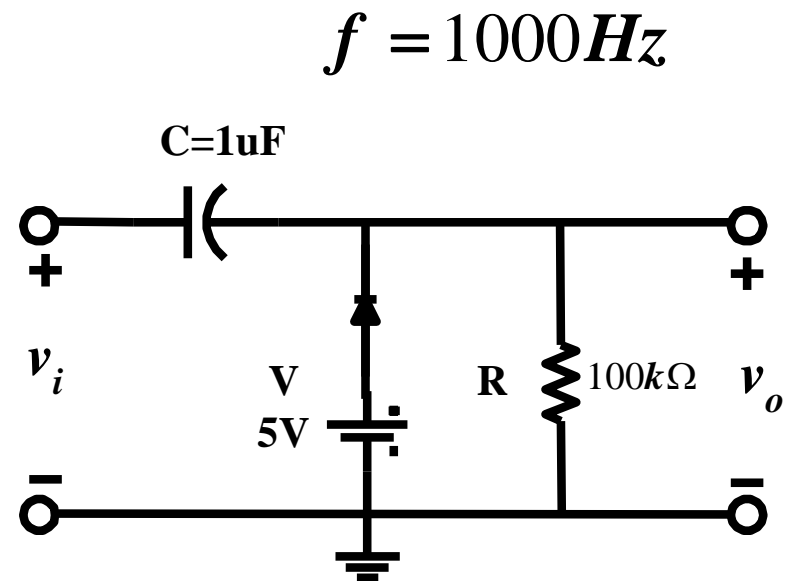 f = 1000Hz
C=1uF
+
+
v_i
V
5V
R
100kΩ
v_o
−
−